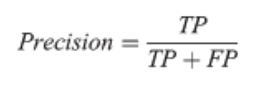 Precision = TP / TP + FP